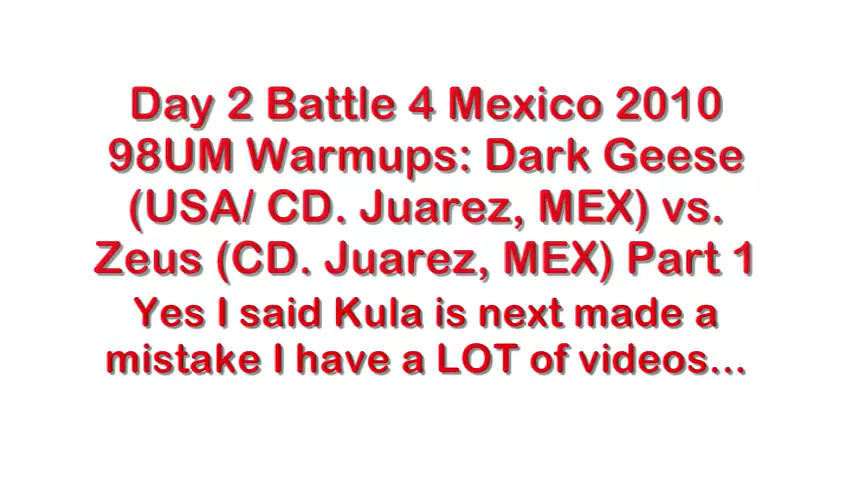 Day 2 Battle 4 Mexico 2010
98UM Warmups: Dark Geese
(USA/ CD. Juarez, MEX) vs.
Zeus (CD. Juarez, MEX) Part 1
Yes I said Kula is next made a
mistake I have a LOT of videos...